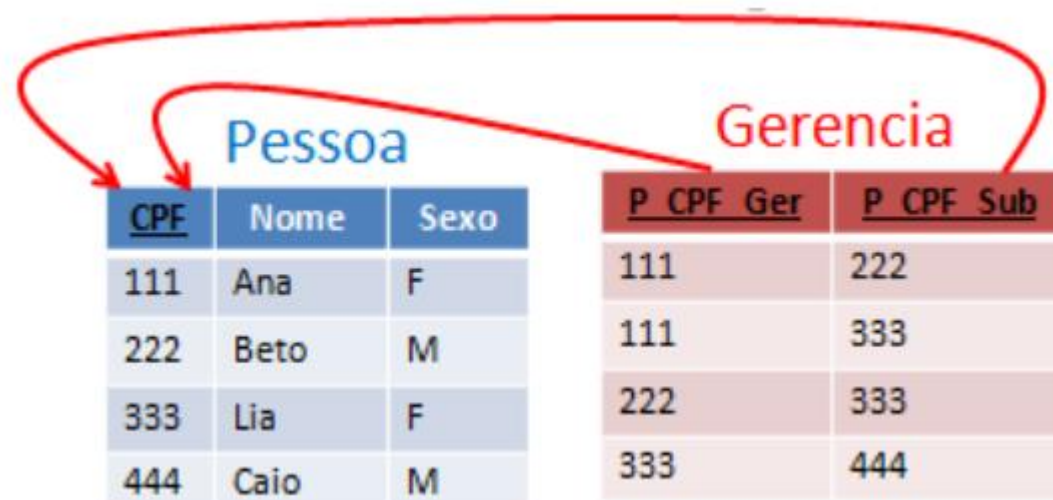 Pessoa
CPF Nome Sexo
111 Ana F
222 Beto M
333 Lia F
444 Caio M
Gerencia
P_CPF_Ger P_CPF_Sub
111 222
111 333
222 333
333 444